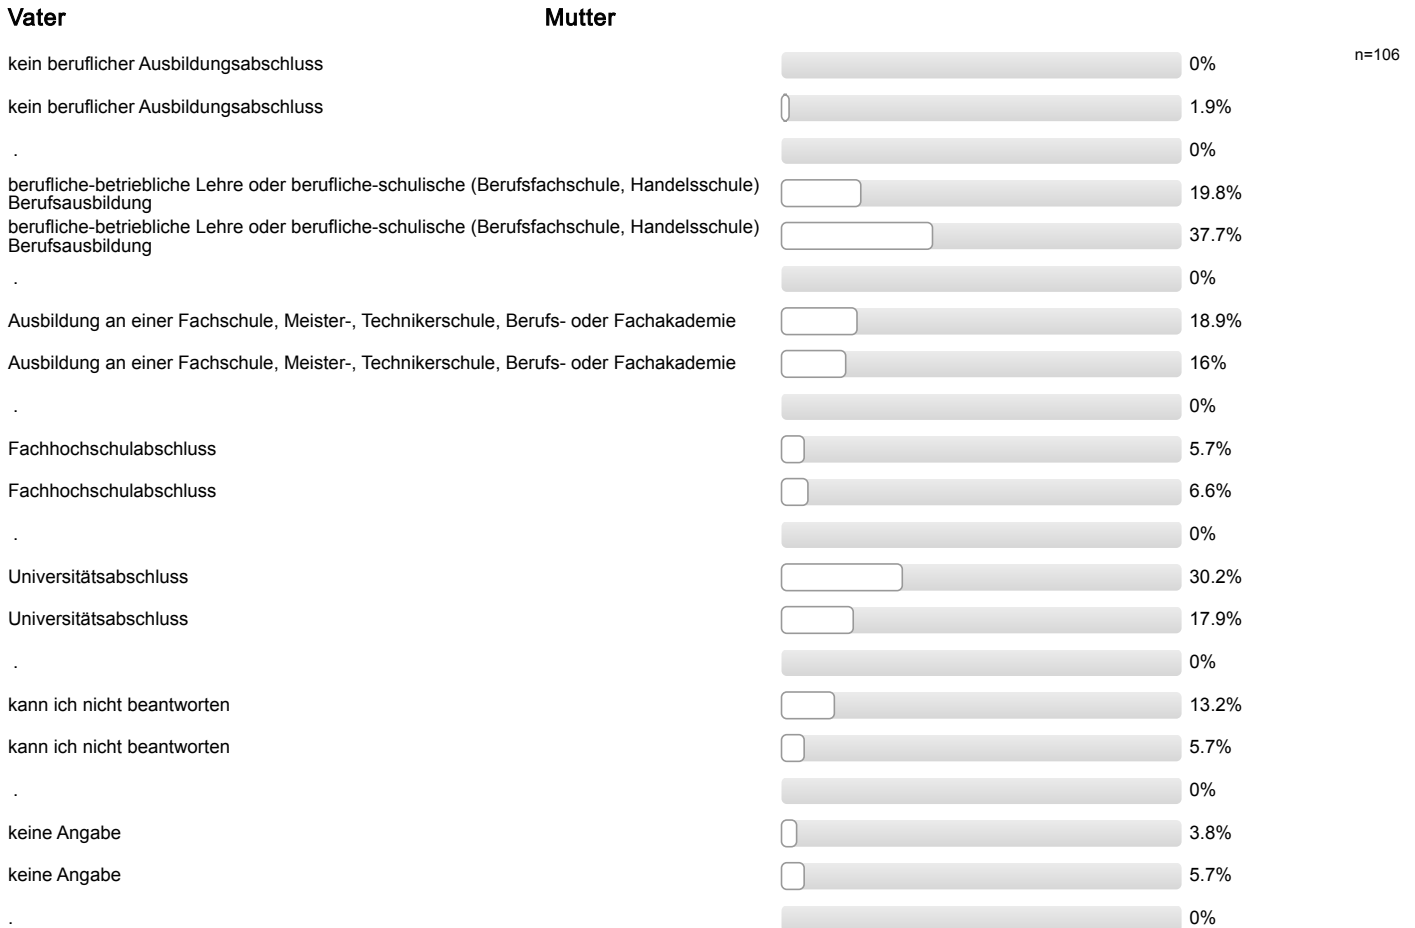 Vater Mutter
kein beruflicher Ausbildungsabschluss 0% n=106
kein beruflicher Ausbildungsabschluss 1.9%
. 0%
berufliche-betriebliche Lehre oder berufliche-schulische (Berufsfachschule, Handelsschule)
Berufsausbildung 19.8%
berufliche-betriebliche Lehre oder berufliche-schulische (Berufsfachschule, Handelsschule)
Berufsausbildung 37.7%
. 0%
Ausbildung an einer Fachschule, Meister-, Technikerschule, Berufs- oder Fachakademie 18.9%
Ausbildung an einer Fachschule, Meister-, Technikerschule, Berufs- oder Fachakademie 16%
. 0%
Fachhochschulabschluss 5.7%
Fachhochschulabschluss 6.6%
. 0%
Universitätsabschluss 30.2%
Universitätsabschluss 17.9%
. 0%
kann ich nicht beantworten 13.2%
kann ich nicht beantworten 5.7%
. 0%
keine Angabe 3.8%
keine Angabe 5.7%
. 0%